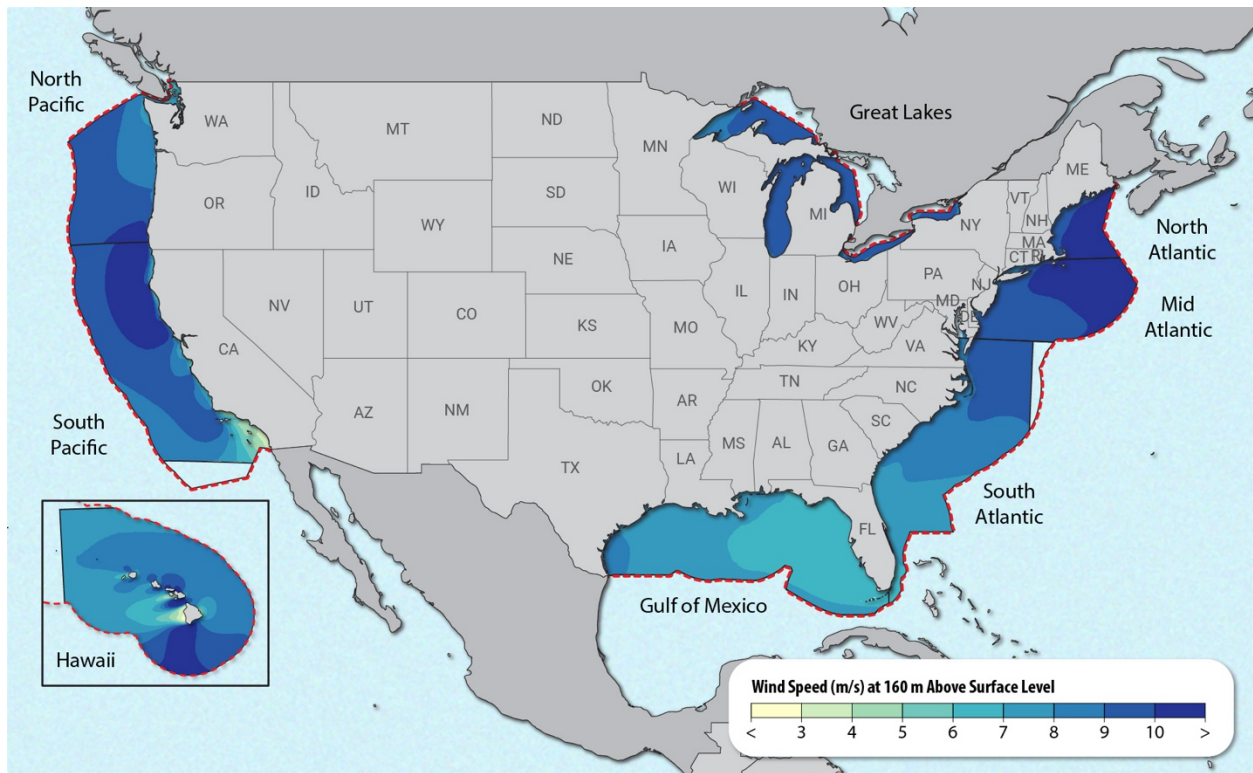 North
Pacific
Great Lakes
WA
MT
ND
MN
ME
OR
ID
SD
WI
MI
VT
NH
NY
MA
CT
RI
North
Atlantic
WY
IA
NE
PA
NJ
Mid
Atlantic
NV
UT
CO
IL
IN
OH
MD
DE
CA
KS
MO
WV
VA
KY
OK
TN
NC
AZ
NM
AR
SC
South
Pacific
MS
AL
GA
LA
TX
South
Atlantic
FL
Gulf of Mexico
Hawaii
Wind Speed (m/s) at 160 m Above Surface Level
< 3 4 5 6 7 8 9 10 >